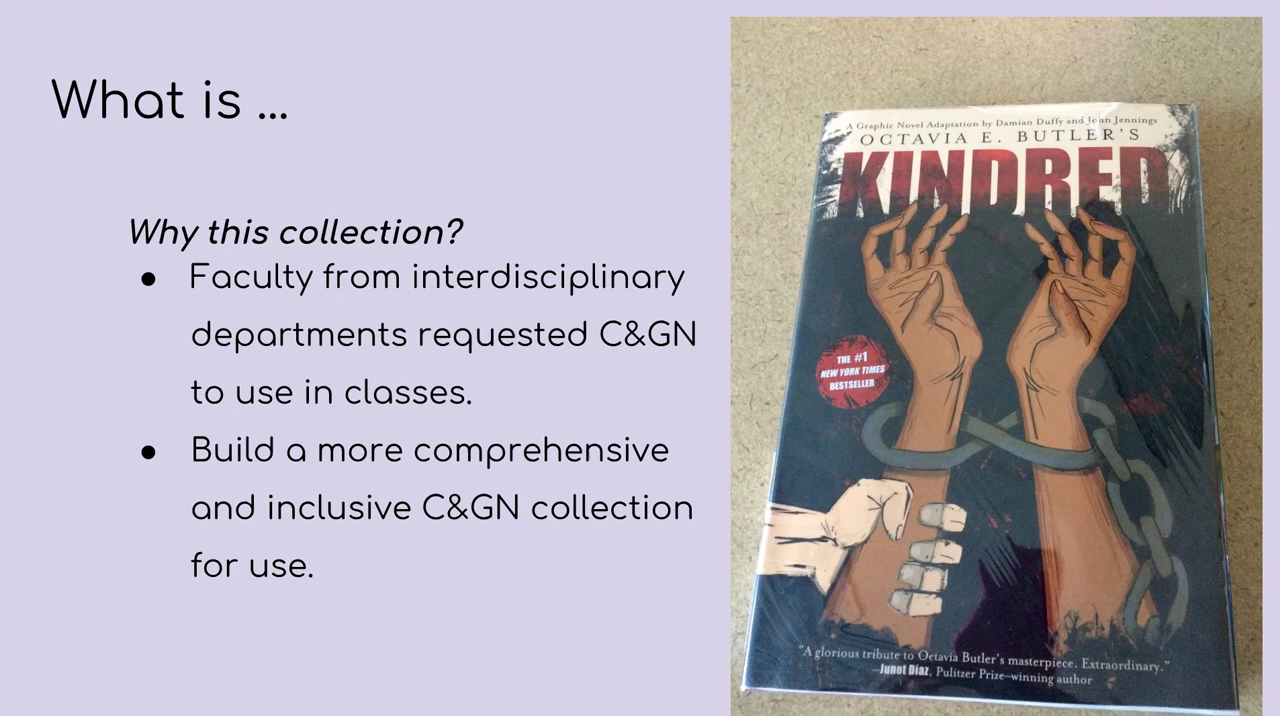 What is ...
Why this collection?
● Faculty from interdisciplinary
departments requested C&GN
to use in classes.
● Build a more comprehensive
and inclusive C&GN collection
for use.
A Graphic Novel Adaptation by Damian Duffy and John Jennings
OCTAVIA E. BUTLER'S
KINDRED
THE #1
NEW YORK TIMES
BESTSELLER
"A glorious tribute to Octavia Butler's masterpiece. Extraordinary."
—Junot Díaz, Pulitzer Prize–winning author